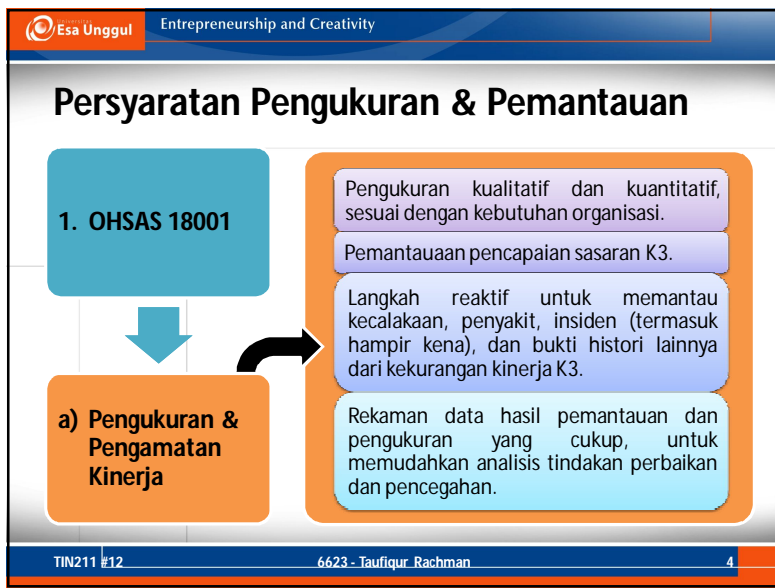 Universitas
Esa Unggul
Entrepreneurship and Creativity
Persyaratan Pengukuran & Pemantauan
1. OHSAS 18001
a) Pengukuran &
Pengamatan
Kinerja
Pengukuran kualitatif dan kuantitatif,
sesuai dengan kebutuhan organisasi.
Pemantauaan pencapaian sasaran K3.
Langkah reaktif untuk memantau
kecalakaan, penyakit, insiden (termasuk
hampir kena), dan bukti histori lainnya
dari kekurangan kinerja K3.
Rekaman data hasil pemantauan dan
pengukuran yang cukup, untuk
memudahkan analisis tindakan perbaikan
dan pencegahan.
TIN211 #12
6623 - Taufiqur Rachman
4